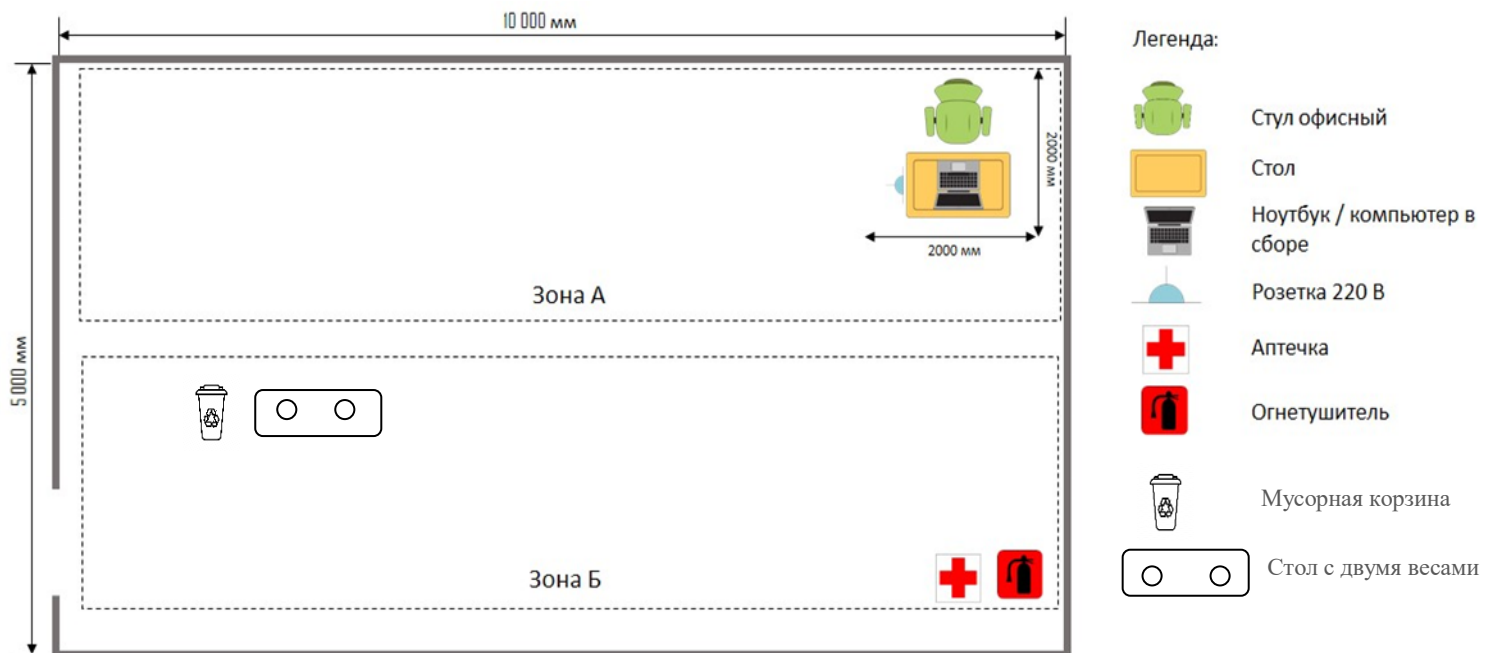 10 000 мм
Легенда:
Стул офисный
2000 мм
Стол
Ноутбук / компьютер в
сборе
2000 мм
Розетка 220 В
Зона А
5 000 мм
Аптечка
Огнетушитель
Мусорная корзина
Зона Б
Стол с двумя весами